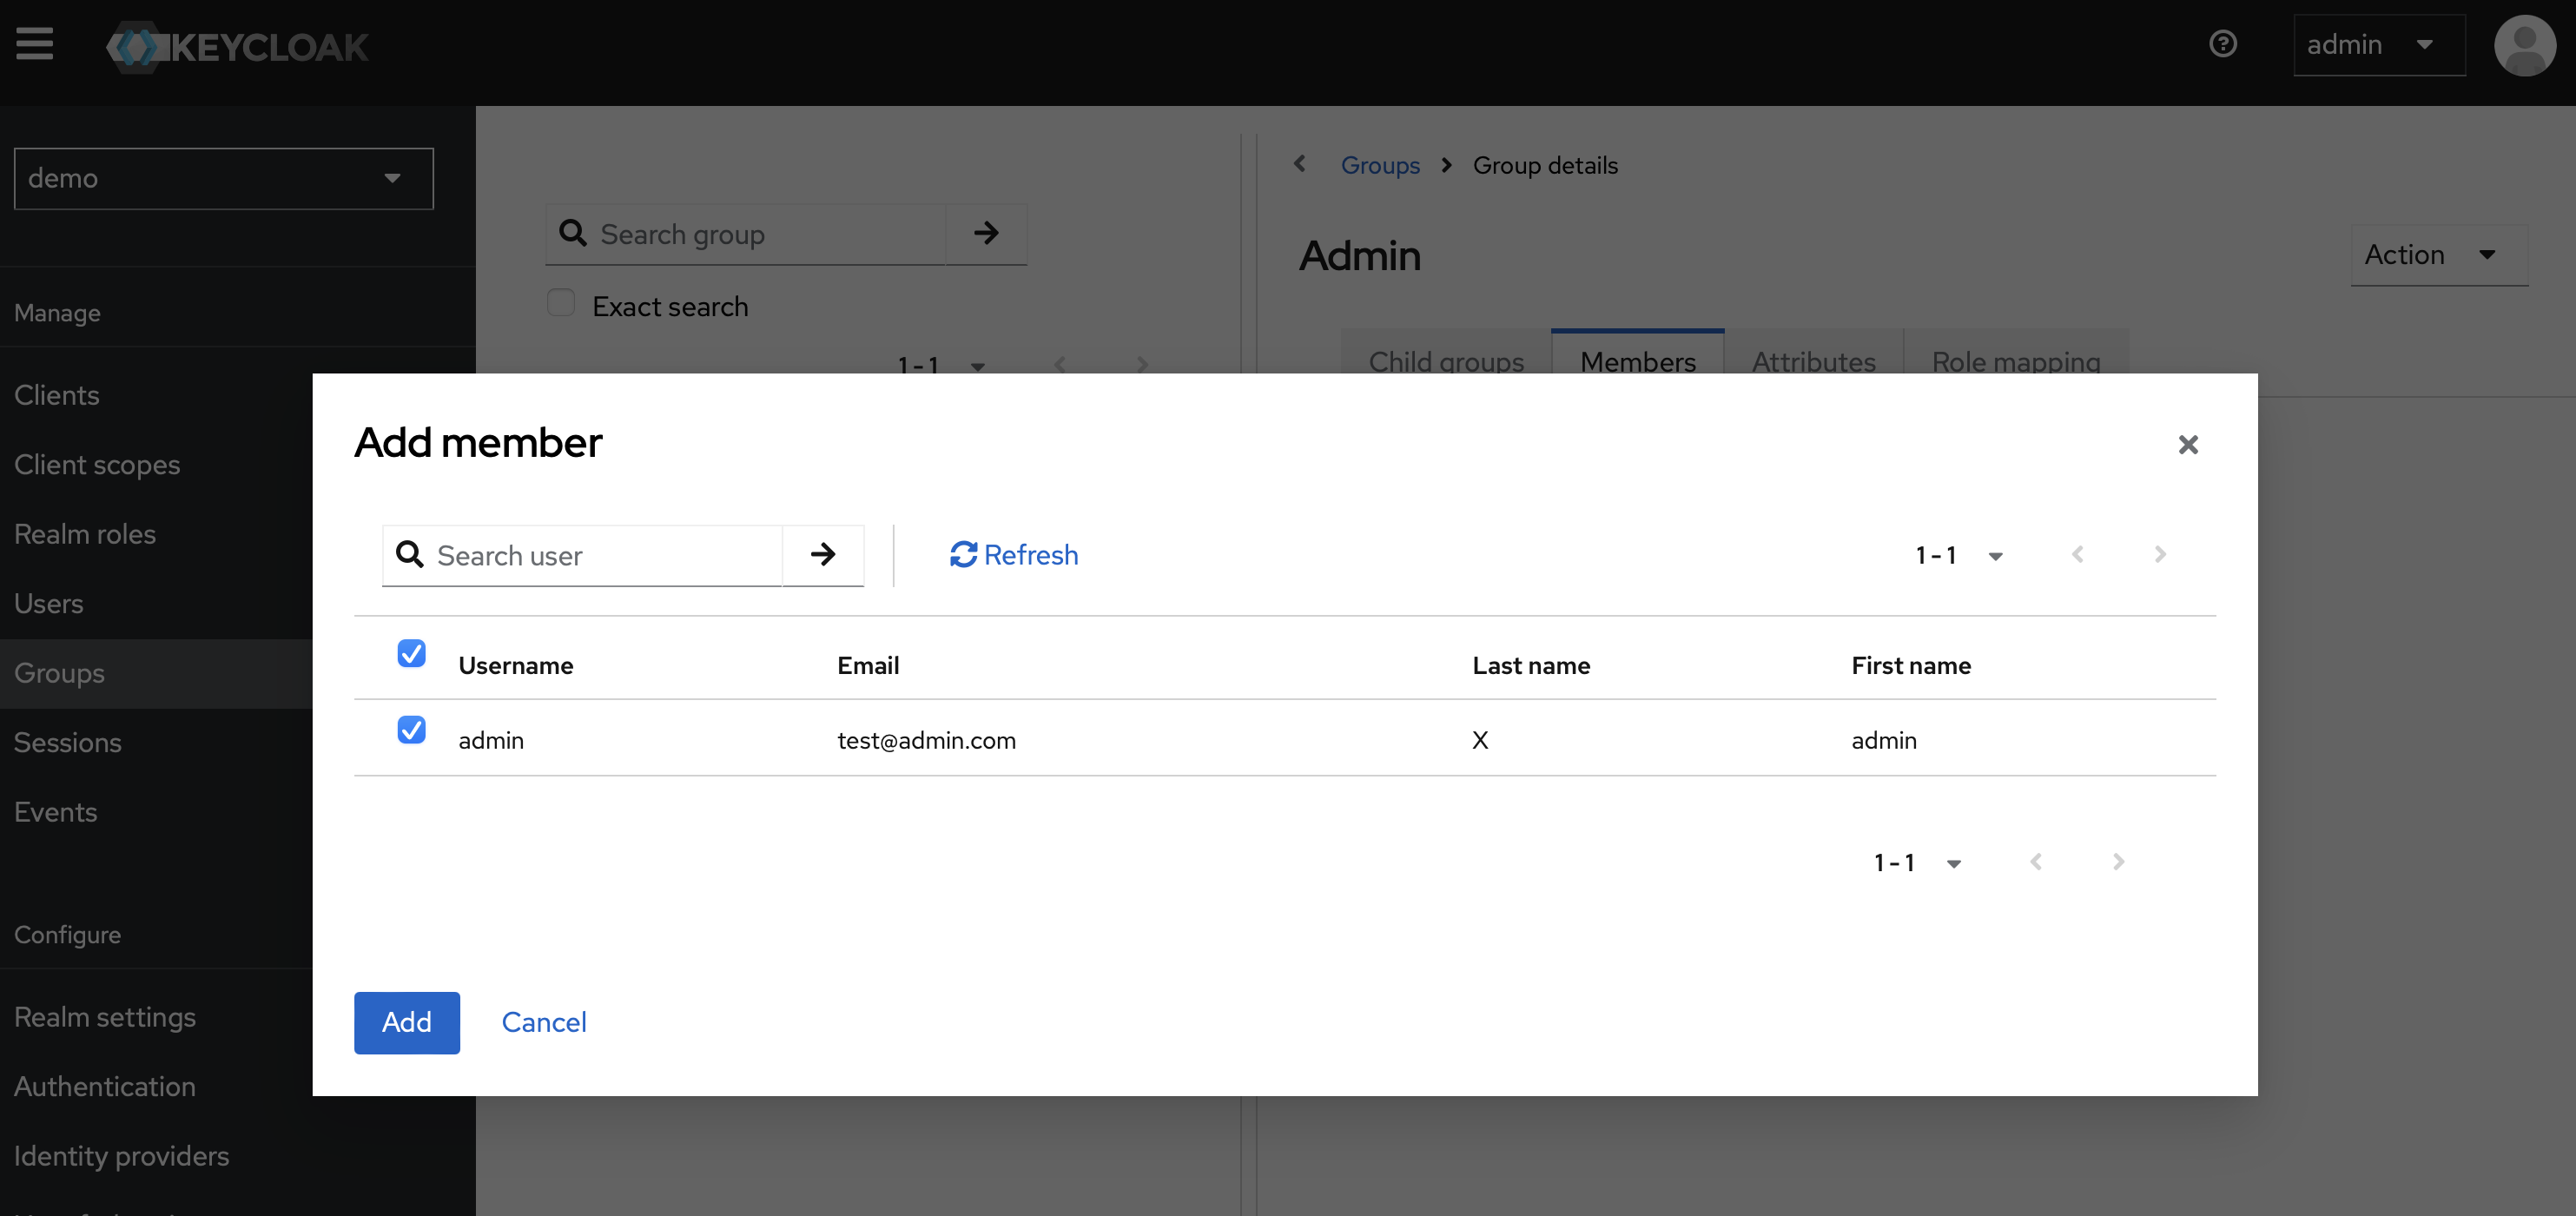 KEYCLOAK
admin
demo
Manage
Clients
Client scopes
Realm roles
Users
Groups
Sessions
Events
Configure
Realm settings
Authentication
Identity providers
Search group
Exact search
1 - 1
Groups Group details
Admin
Action
Child groups Members Attributes Role mapping
Add member
Search user
Refresh
1 - 1
Username Email Last name First name
admin test@admin.com X admin
1 - 1
Add Cancel